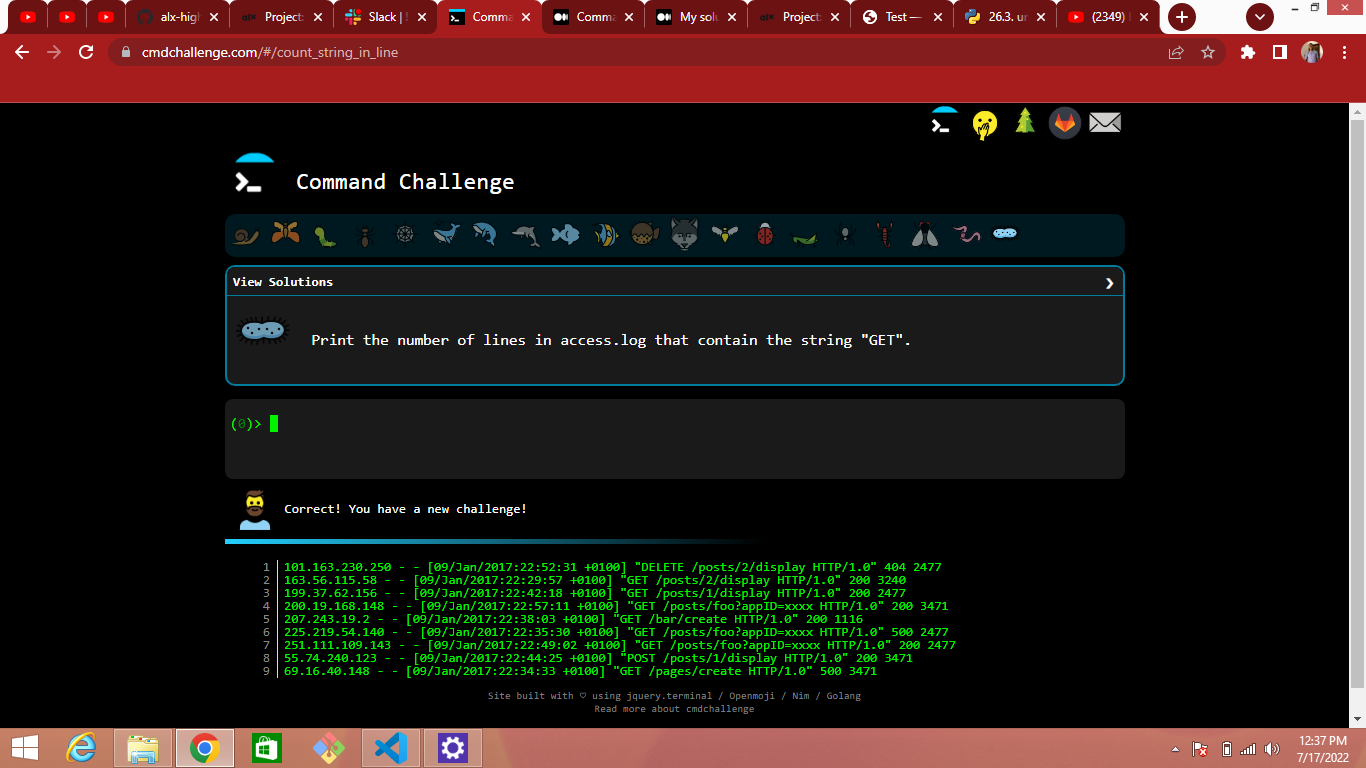 alx-high
Projects
Slack |
Comma
Comma
My solu
Projects
Test —
26.3. un
(2349)
cmdchallenge.com/#/count_string_in_line
Command Challenge
View Solutions
Print the number of lines in access.log that contain the string "GET".
(0)>
Correct! You have a new challenge!
1 101.163.230.250 - - [09/Jan/2017:22:52:31 +0100] "DELETE /posts/2/display HTTP/1.0" 404 2477
2 163.56.115.58 - - [09/Jan/2017:22:29:57 +0100] "GET /posts/2/display HTTP/1.0" 200 3240
3 199.37.62.156 - - [09/Jan/2017:22:42:18 +0100] "GET /posts/1/display HTTP/1.0" 200 2477
4 200.19.168.148 - - [09/Jan/2017:22:57:11 +0100] "GET /posts/foo?appID=xxxx HTTP/1.0" 200 3471
5 207.243.19.2 - - [09/Jan/2017:22:38:03 +0100] "GET /bar/create HTTP/1.0" 200 1116
6 225.219.54.140 - - [09/Jan/2017:22:35:30 +0100] "GET /posts/foo?appID=xxxx HTTP/1.0" 500 2477
7 251.111.109.143 - - [09/Jan/2017:22:49:02 +0100] "GET /posts/foo?appID=xxxx HTTP/1.0" 200 2477
8 55.74.240.123 - - [09/Jan/2017:22:44:25 +0100] "POST /posts/1/display HTTP/1.0" 200 3471
9 69.16.40.148 - - [09/Jan/2017:22:34:33 +0100] "GET /pages/create HTTP/1.0" 500 3471
Site built with ♡ using jquery.terminal / Openmoji / Nim / Golang
Read more about cmdchallenge
12:37 PM
7/17/2022